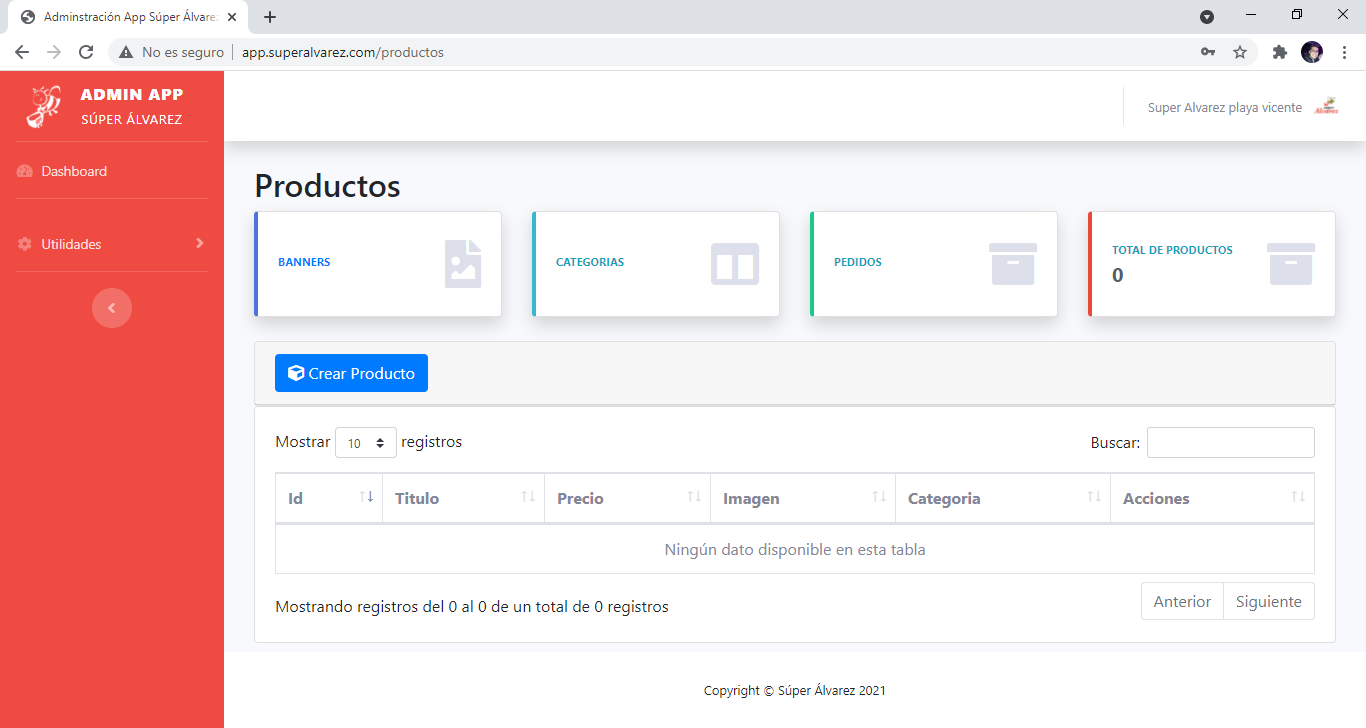 Adminstración App Súper Álvare
No es seguro
app.superalvarez.com/productos
ADMIN APP
SÚPER ÁLVAREZ
Super Alvarez playa vicente
Dashboard
Utilidades
Productos
BANNERS
CATEGORIAS
PEDIDOS
TOTAL DE PRODUCTOS
0
Crear Producto
Mostrar 10 registros
Buscar:
Id Titulo Precio Imagen Categoria Acciones
Ningún dato disponible en esta tabla
Mostrando registros del 0 al 0 de un total de 0 registros
Anterior Siguiente
Copyright © Súper Álvarez 2021